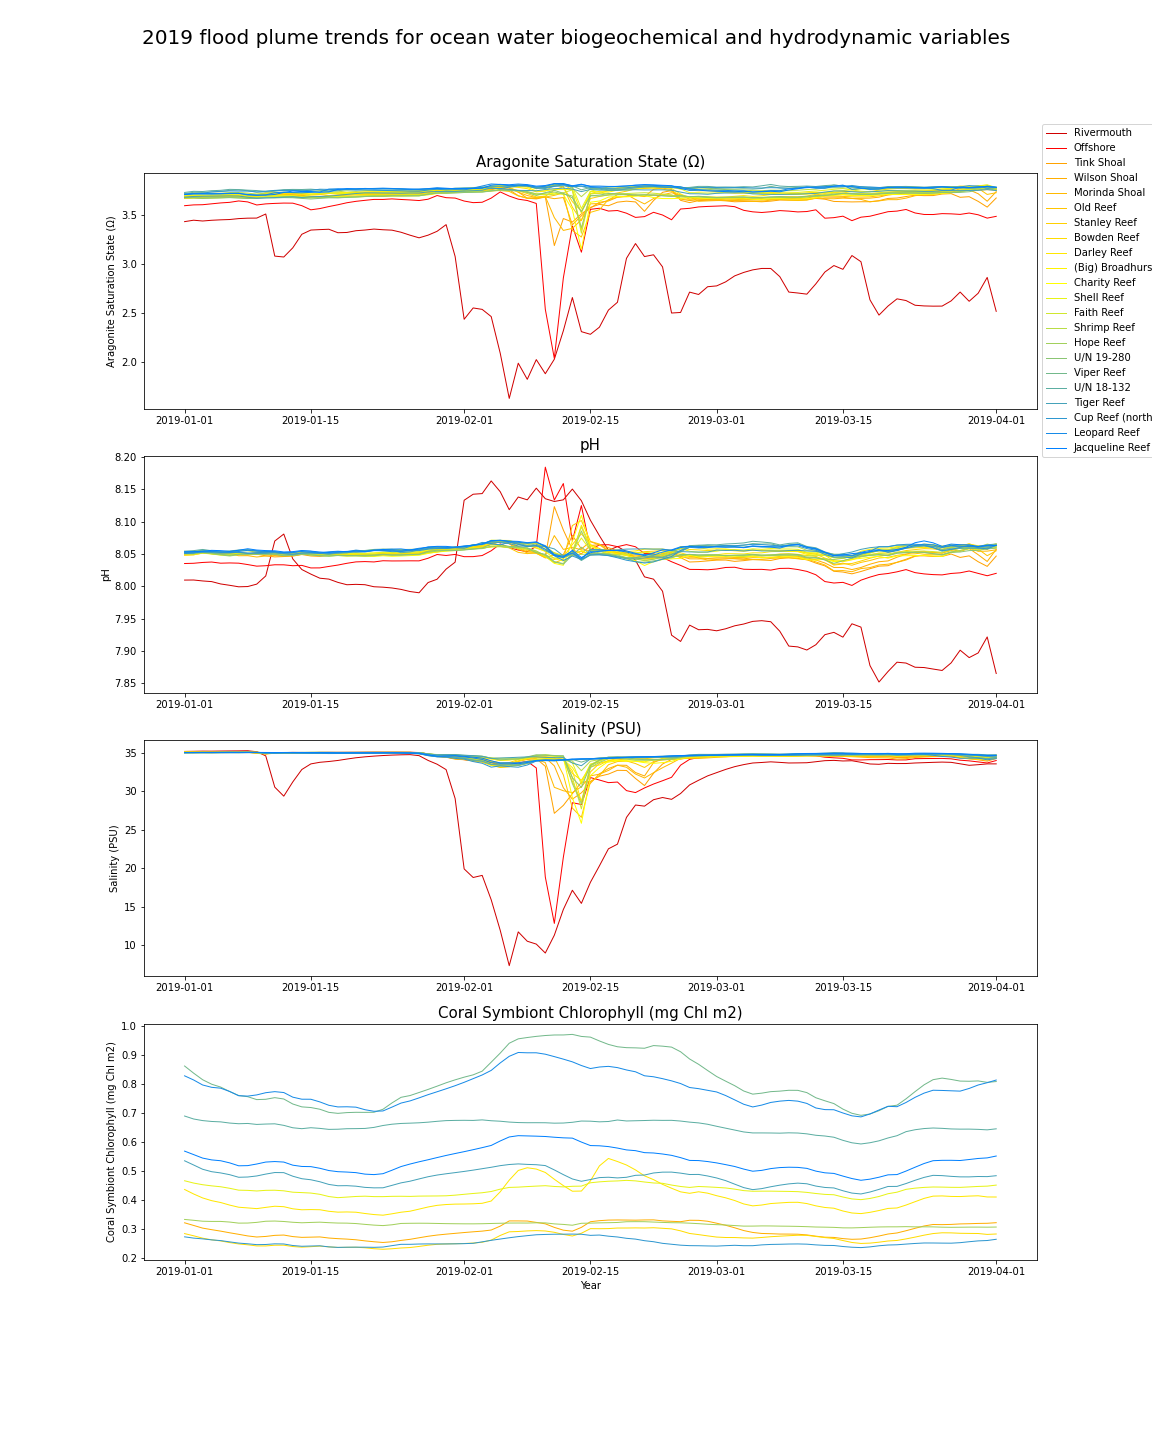 2019 flood plume trends for ocean water biogeochemical and hydrodynamic variables
Rivermouth
Offshore
Tink Shoal
Wilson Shoal
Morinda Shoal
Old Reef
Stanley Reef
Bowden Reef
Darley Reef
(Big) Broadhurs
Charity Reef
Shell Reef
Faith Reef
Shrimp Reef
Hope Reef
U/N 19-280
Viper Reef
U/N 18-132
Tiger Reef
Cup Reef (north
Leopard Reef
Jacqueline Reef
Aragonite Saturation State (Ω)
Aragonite Saturation State (Ω)
3.5
3.0
2.5
2.0
2019-01-01 2019-01-15 2019-02-01 2019-02-15 2019-03-01 2019-03-15 2019-04-01
pH
pH
8.20
8.15
8.10
8.05
8.00
7.95
7.90
7.85
2019-01-01 2019-01-15 2019-02-01 2019-02-15 2019-03-01 2019-03-15 2019-04-01
Salinity (PSU)
Salinity (PSU)
35
30
25
20
15
10
2019-01-01 2019-01-15 2019-02-01 2019-02-15 2019-03-01 2019-03-15 2019-04-01
Coral Symbiont Chlorophyll (mg Chl m2)
Coral Symbiont Chlorophyll (mg Chl m2)
1.0
0.9
0.8
0.7
0.6
0.5
0.4
0.3
0.2
2019-01-01 2019-01-15 2019-02-01 2019-02-15 2019-03-01 2019-03-15 2019-04-01
Year